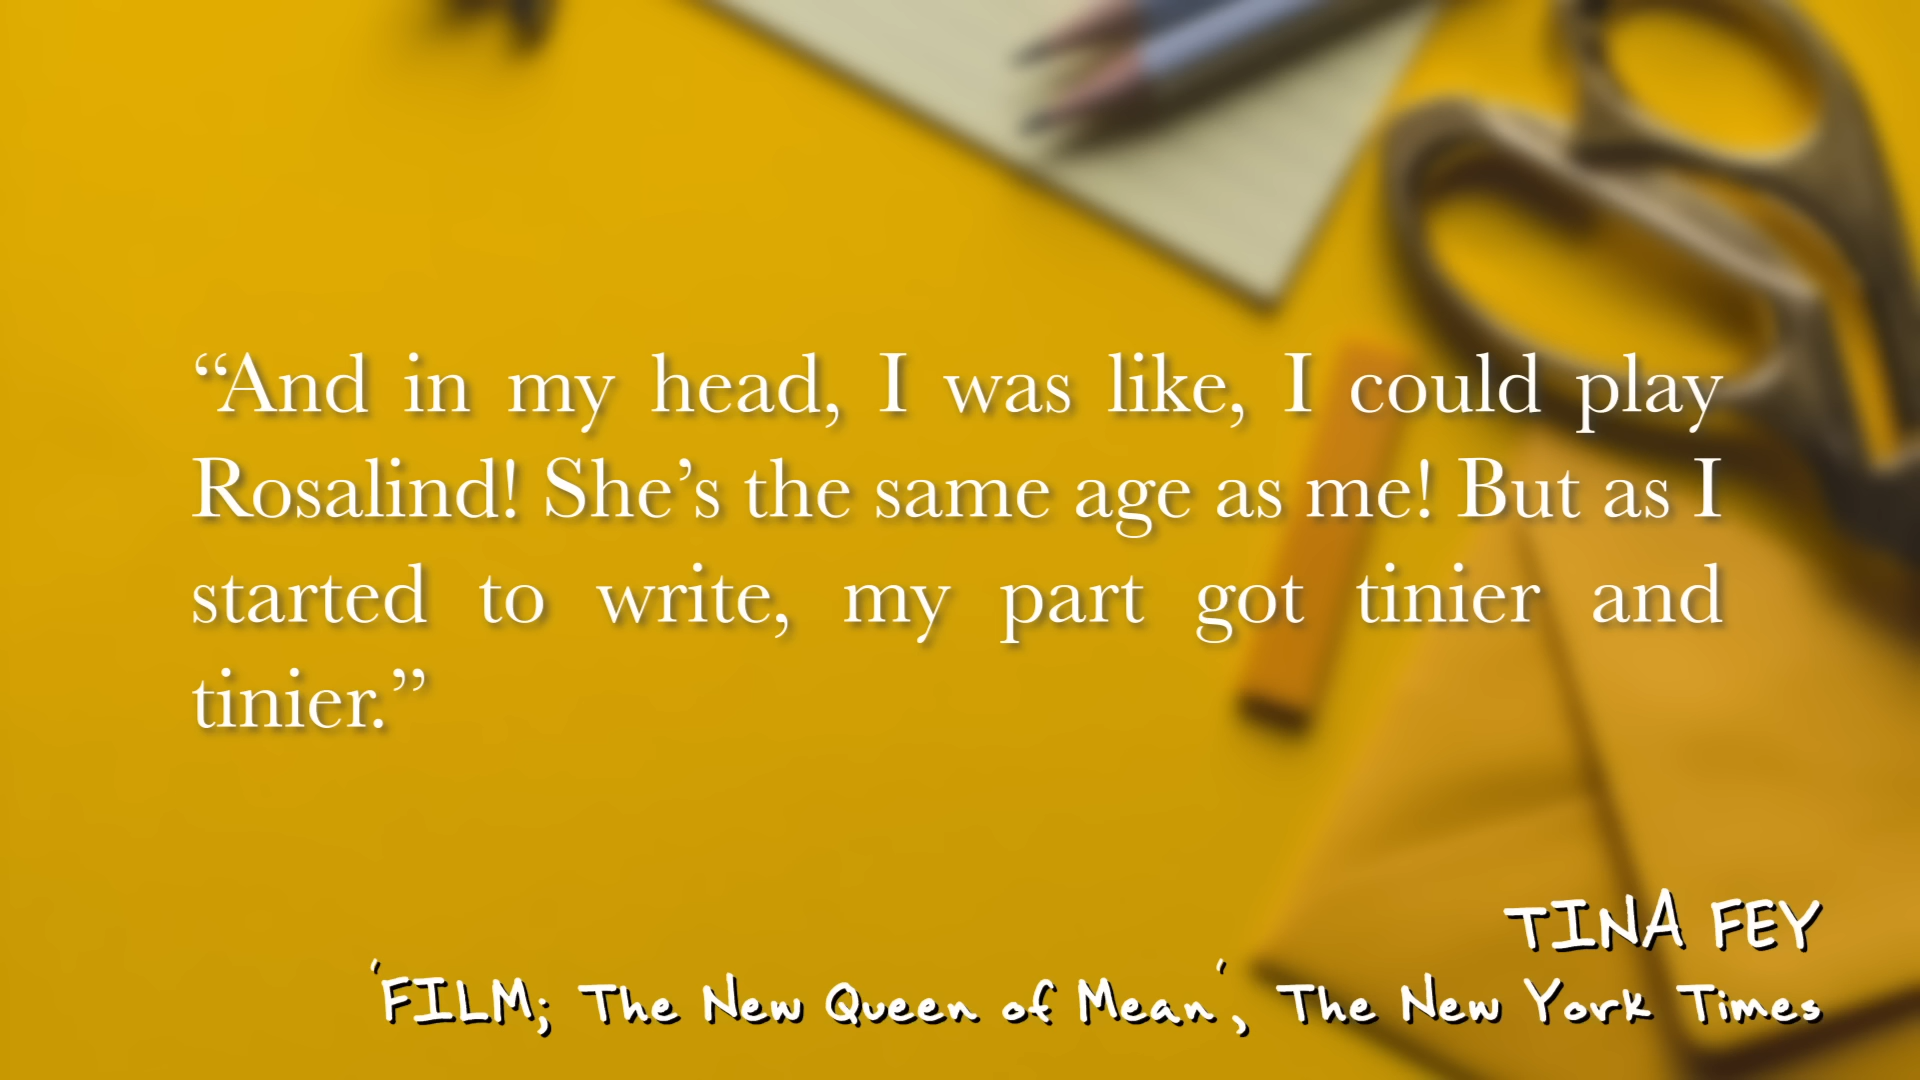 “And in my head, I was like, I could play
Rosalind! She’s the same age as me! But as I
started to write, my part got tinier and
tinier.”
TINA FEY
'FILM; The New Queen of Mean', The New York Times